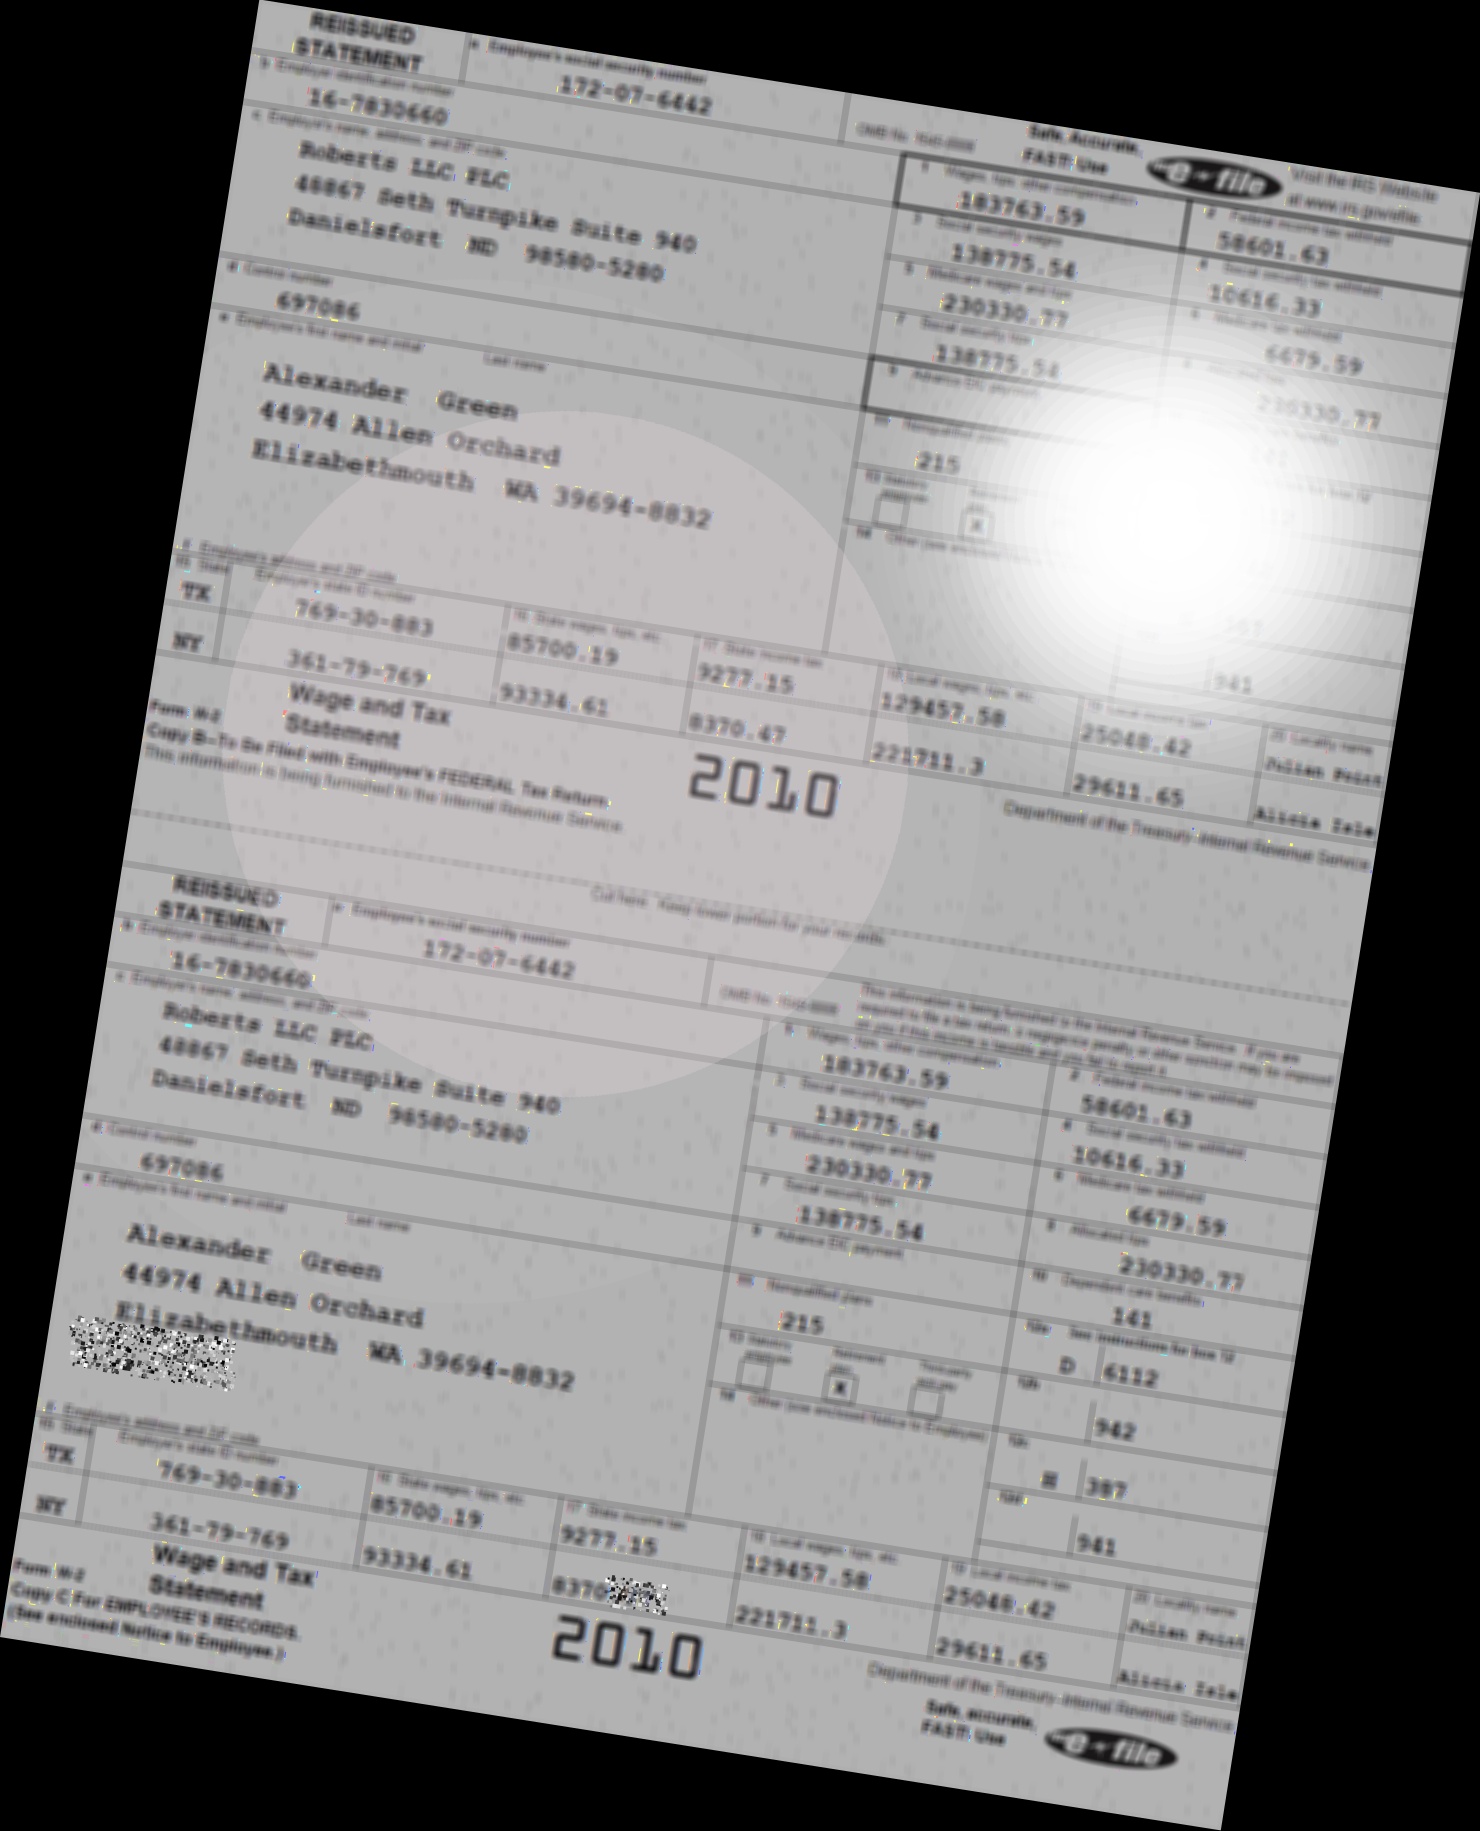 REISSUED
STATEMENT
a Employee's social security number
172-07-6442
b Employer identification number
16-7830660
OMB No. 1545-0008
Safe, Accurate,
FAST! Use
e-file
Visit the IRS Website
at www.irs.gov/efile.
c Employer's name, address, and ZIP code
Roberts LLC PLC
48867 Seth Turnpike Suite 940
Danielsfort ND 98580-5280
1 Wages, tips, other compensation
183763.59
2 Federal income tax withheld
58601.63
3 Social security wages
138775.54
4 Social security tax withheld
10616.33
5 Medicare wages and tips
230330.77
6 Medicare tax withheld
6679.59
d Control number
697086
7 Social security tips
138775.54
230330.77
e Employee's first name and initial Last name
Alexander Green
44974 Allen Orchard
Elizabethmouth WA 39694-8832
9 Advance EIC payment
Nonqualified plans
215
X
14 Other
941
f Employee's address and ZIP code
15 State Employer's state ID number
TX 769-30-883
16 State wages, tips, etc.
85700.19
17 State income tax
9277.15
18 Local wages, tips, etc.
129457.58
19 Local income tax
25048.42
20 Locality name
Julian Point
NY 361-79-769
93334.61
8370.47
221711.3
29611.65
Alicia Isle
Form W-2
Wage and Tax
Statement
2010
Copy B-To Be Filed with Employee's FEDERAL Tax Return.
This information is being furnished to the Internal Revenue Service.
Department of the Treasury-Internal Revenue Service
Cut here. Keep lower portion for your records.
REISSUED
STATEMENT
a Employee's social security number
172-07-6442
b Employer identification number
16-7830660
OMB No. 1545-0008
This information is being furnished to the Internal Revenue Service. If you are
required to file a tax return, a negligence penalty or other sanction may be imposed
on you if this income is taxable and you fail to report it.
c Employer's name, address, and ZIP code
Roberts LLC PLC
48867 Seth Turnpike Suite 940
Danielsfort ND 98580-5280
1 Wages, tips, other compensation
183763.59
2 Federal income tax withheld
58601.63
3 Social security wages
138775.54
4 Social security tax withheld
10616.33
5 Medicare wages and tips
230330.77
6 Medicare tax withheld
6679.59
d Control number
697086
7 Social security tips
138775.54
8 Allocated tips
230330.77
e Employee's first name and initial Last name
Alexander Green
44974 Allen Orchard
Elizabethmouth WA 39694-8832
9 Advance EIC payment
10 Dependent care benefits
141
Nonqualified plans
215
12a See instructions for box 12
D 6112
13 Statutory employee
Retirement plan
X
Third-party sick pay
12b
942
14 Other (see enclosed Notice to Employee)
12c
H 387
12d
941
f Employee's address and ZIP code
15 State Employer's state ID number
TX 769-30-883
16 State wages, tips, etc.
85700.19
17 State income tax
9277.15
18 Local wages, tips, etc.
129457.58
19 Local income tax
25048.42
20 Locality name
Julian Point
NY 361-79-769
93334.61
8370
221711.3
29611.65
Alicia Isle
Form W-2
Wage and Tax
Statement
2010
Copy C For EMPLOYEE'S RECORDS.
(See enclosed Notice to Employee.)
Department of the Treasury-Internal Revenue Service
Safe, accurate,
FAST! Use
e-file